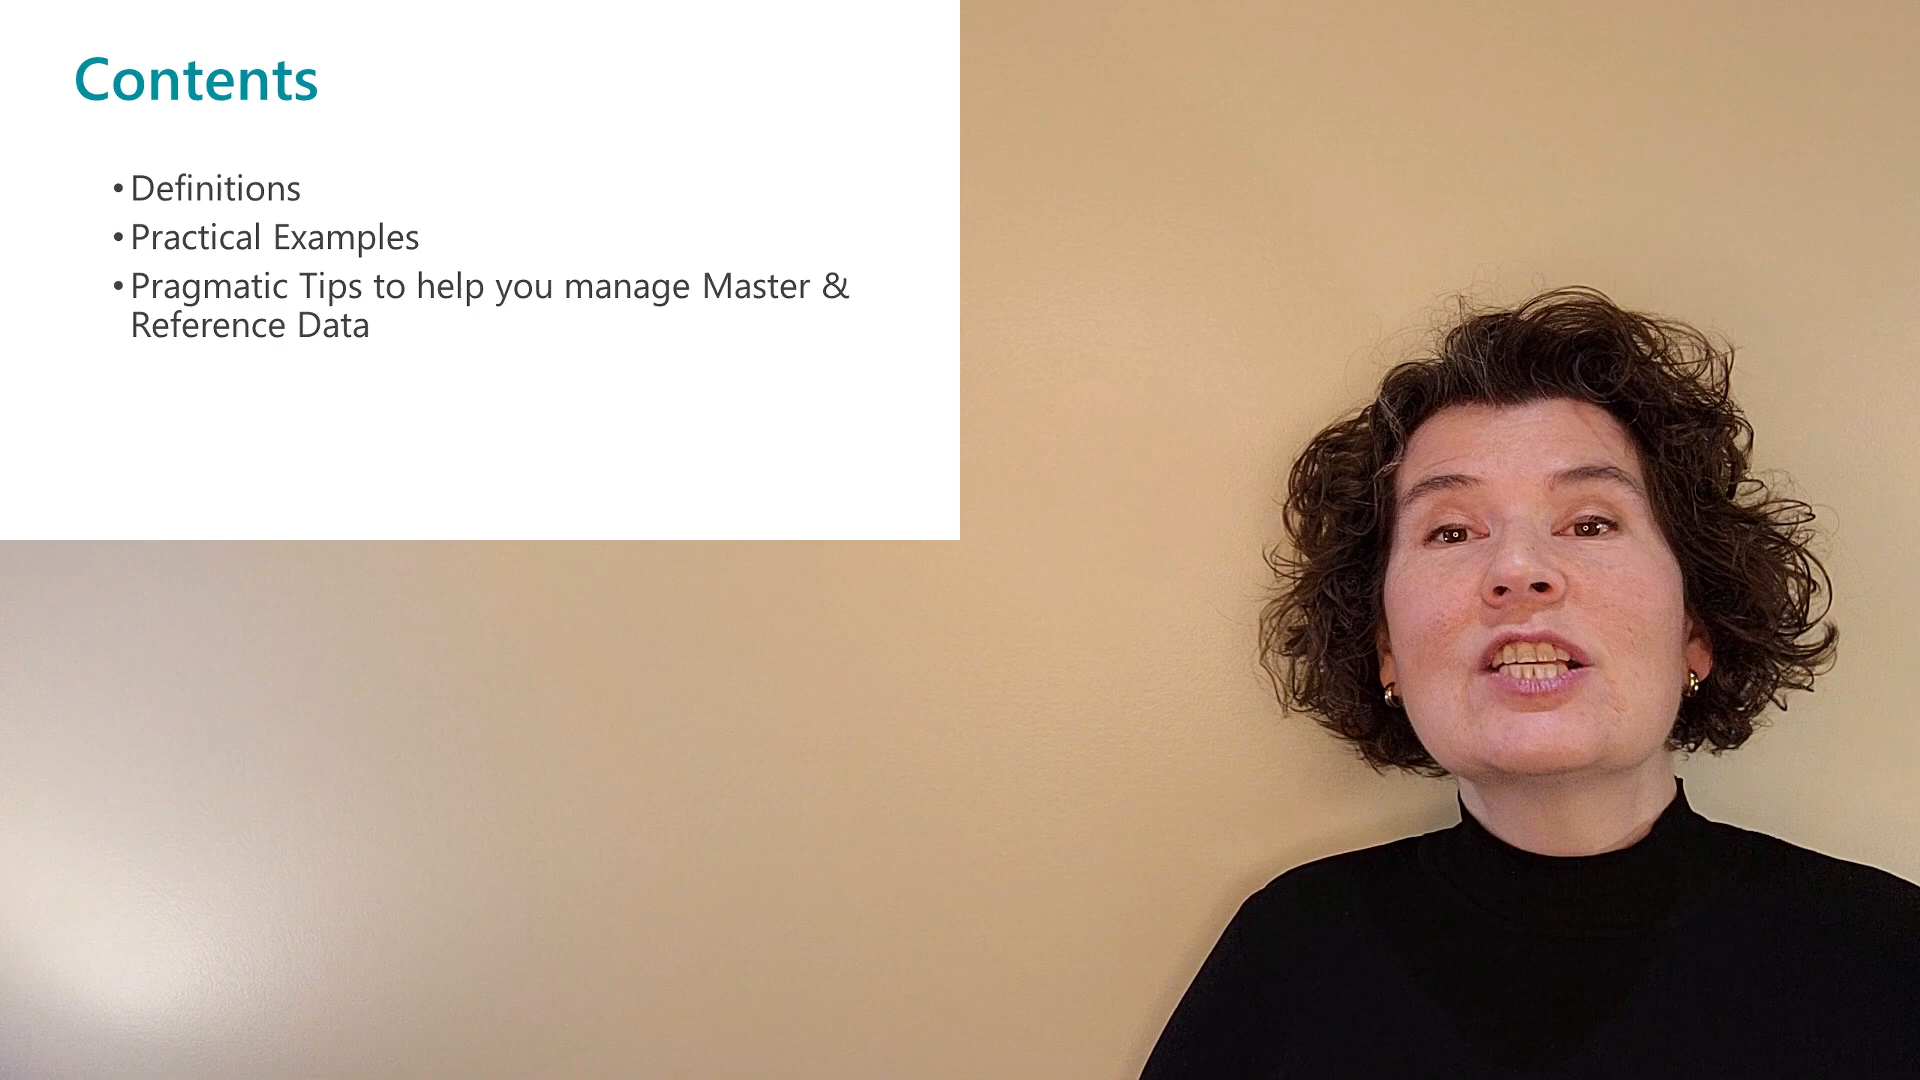 Contents
• Definitions
• Practical Examples
• Pragmatic Tips to help you manage Master &
Reference Data